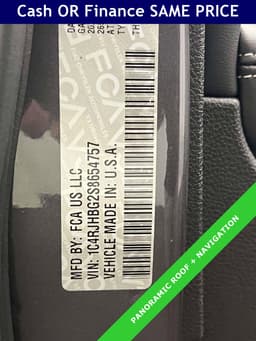 Cash OR Finance SAME PRICE
MFD BY: FCA US LLC
VIN: 1C4RJHBG2S8654757
VEHICLE MADE IN: U.S.A.
PANORAMIC ROOF + NAVIGATION